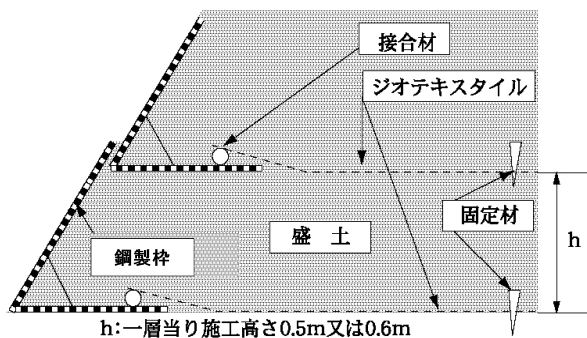 接合材
ジオテキスタイル
固定材
h
盛 土
鋼製枠
h:一層当り施工高さ0.5m又は0.6m